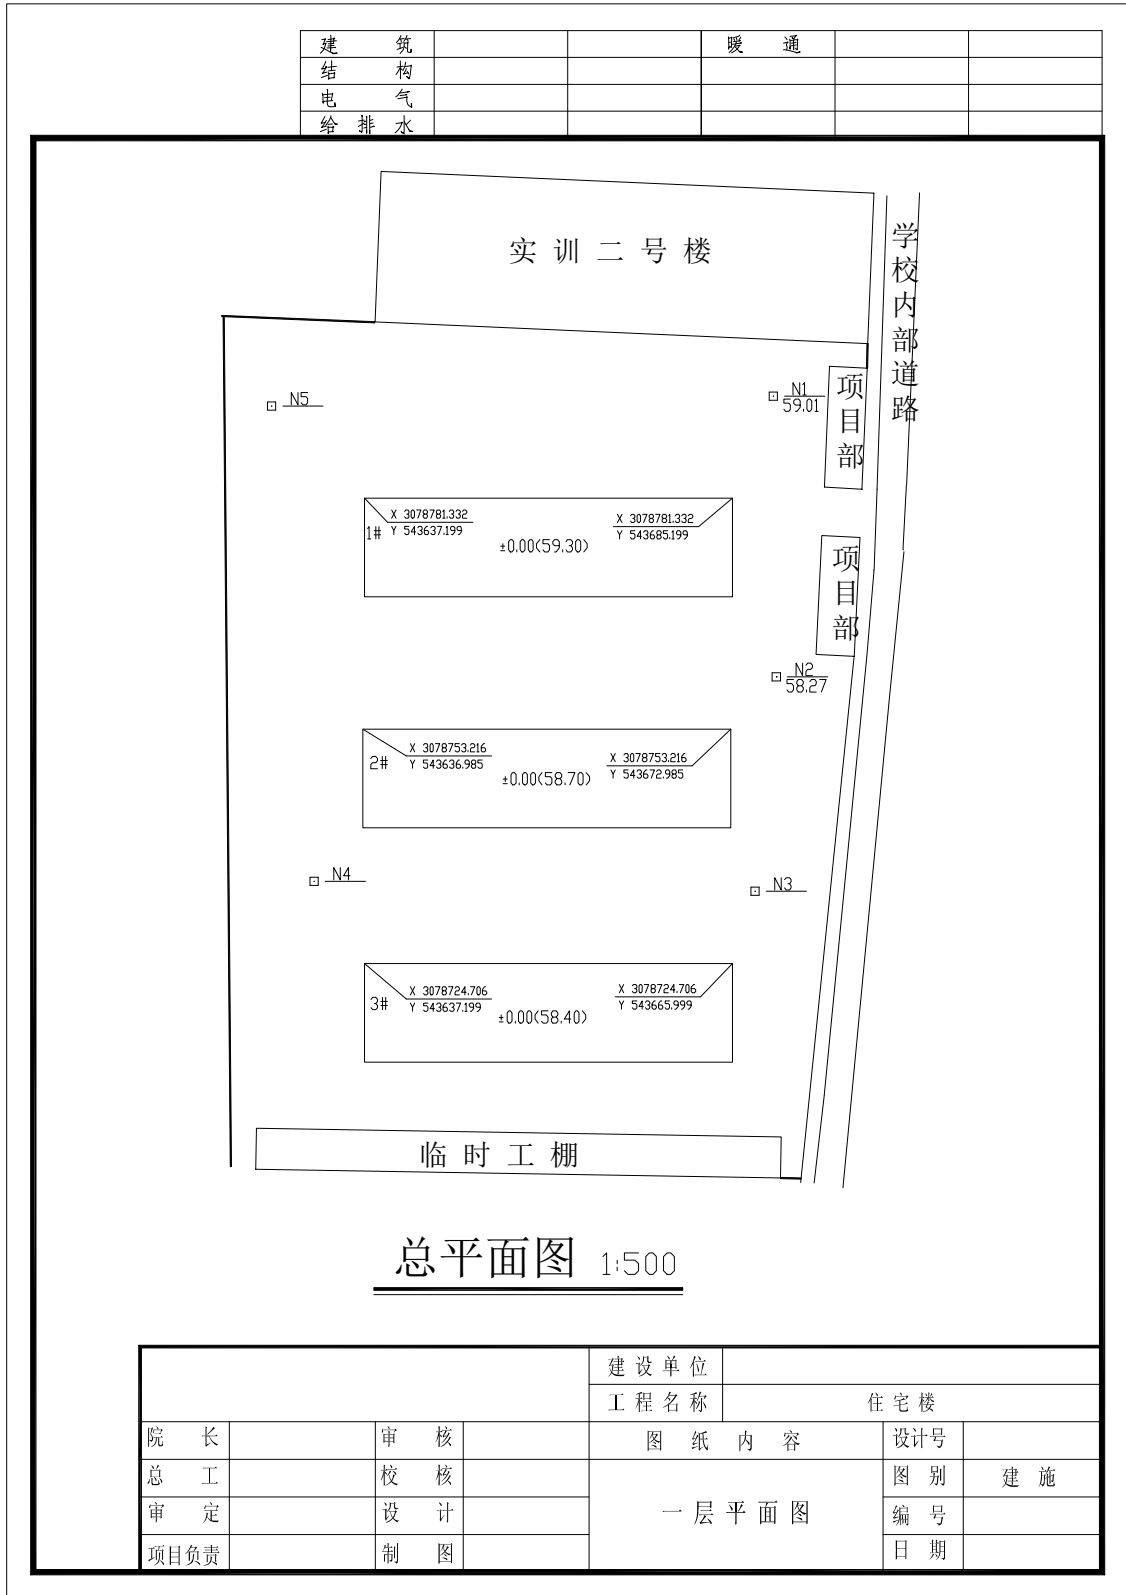 建 筑 暖 通
结 构
电 气
给 排 水
实训二号楼
学校内部道路
N5
N1
59.01
项目部
X 3078781.332
Y 543637.199
X 3078781.332
Y 543685.199
1#
±0.00(59.30)
项目部
N2
58.27
X 3078753.216
Y 543636.985
X 3078753.216
Y 543672.985
2#
±0.00(58.70)
N4
N3
X 3078724.706
Y 543637.199
X 3078724.706
Y 543665.999
3#
±0.00(58.40)
临时工棚
总平面图 1:500
建设单位
工程名称 住宅楼
院 长 审 核 图 纸 内 容 设计号
总 工 校 核 图 别 建 施
审 定 设 计 一层平面图 编 号
项目负责 制 图 日 期